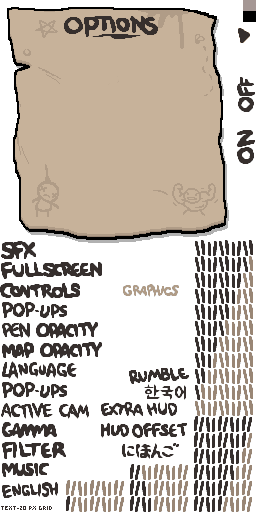 OPTIONS
OFF
ON
SFX
FULLSCREEN
CONTROLS GRAPHICS
POP-UPS
PEN OPACITY
MAP OPACITY
LANGUAGE RUMBLE
POP-UPS 한국어
ACTIVE CAM EXTRA HUD
GAMMA HUD OFFSET
FILTER にほんご
MUSIC
ENGLISH
TEXT-20 PX GRID